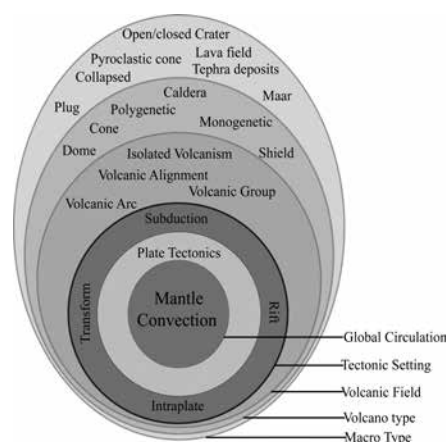 Open/closed Crater
Pyroclastic cone
Lava field
Collapsed
Tephra deposits
Caldera
Plug
Maar
Polygenetic
Monogenetic
Cone
Dome
Isolated Volcanism
Shield
Volcanic Alignment
Volcanic Group
Volcanic Arc
Subduction
Plate Tectonics
Transform
Mantle
Convection
Rift
Global Circulation
Tectonic Setting
Volcanic Field
Intraplate
Volcano type
Macro Type